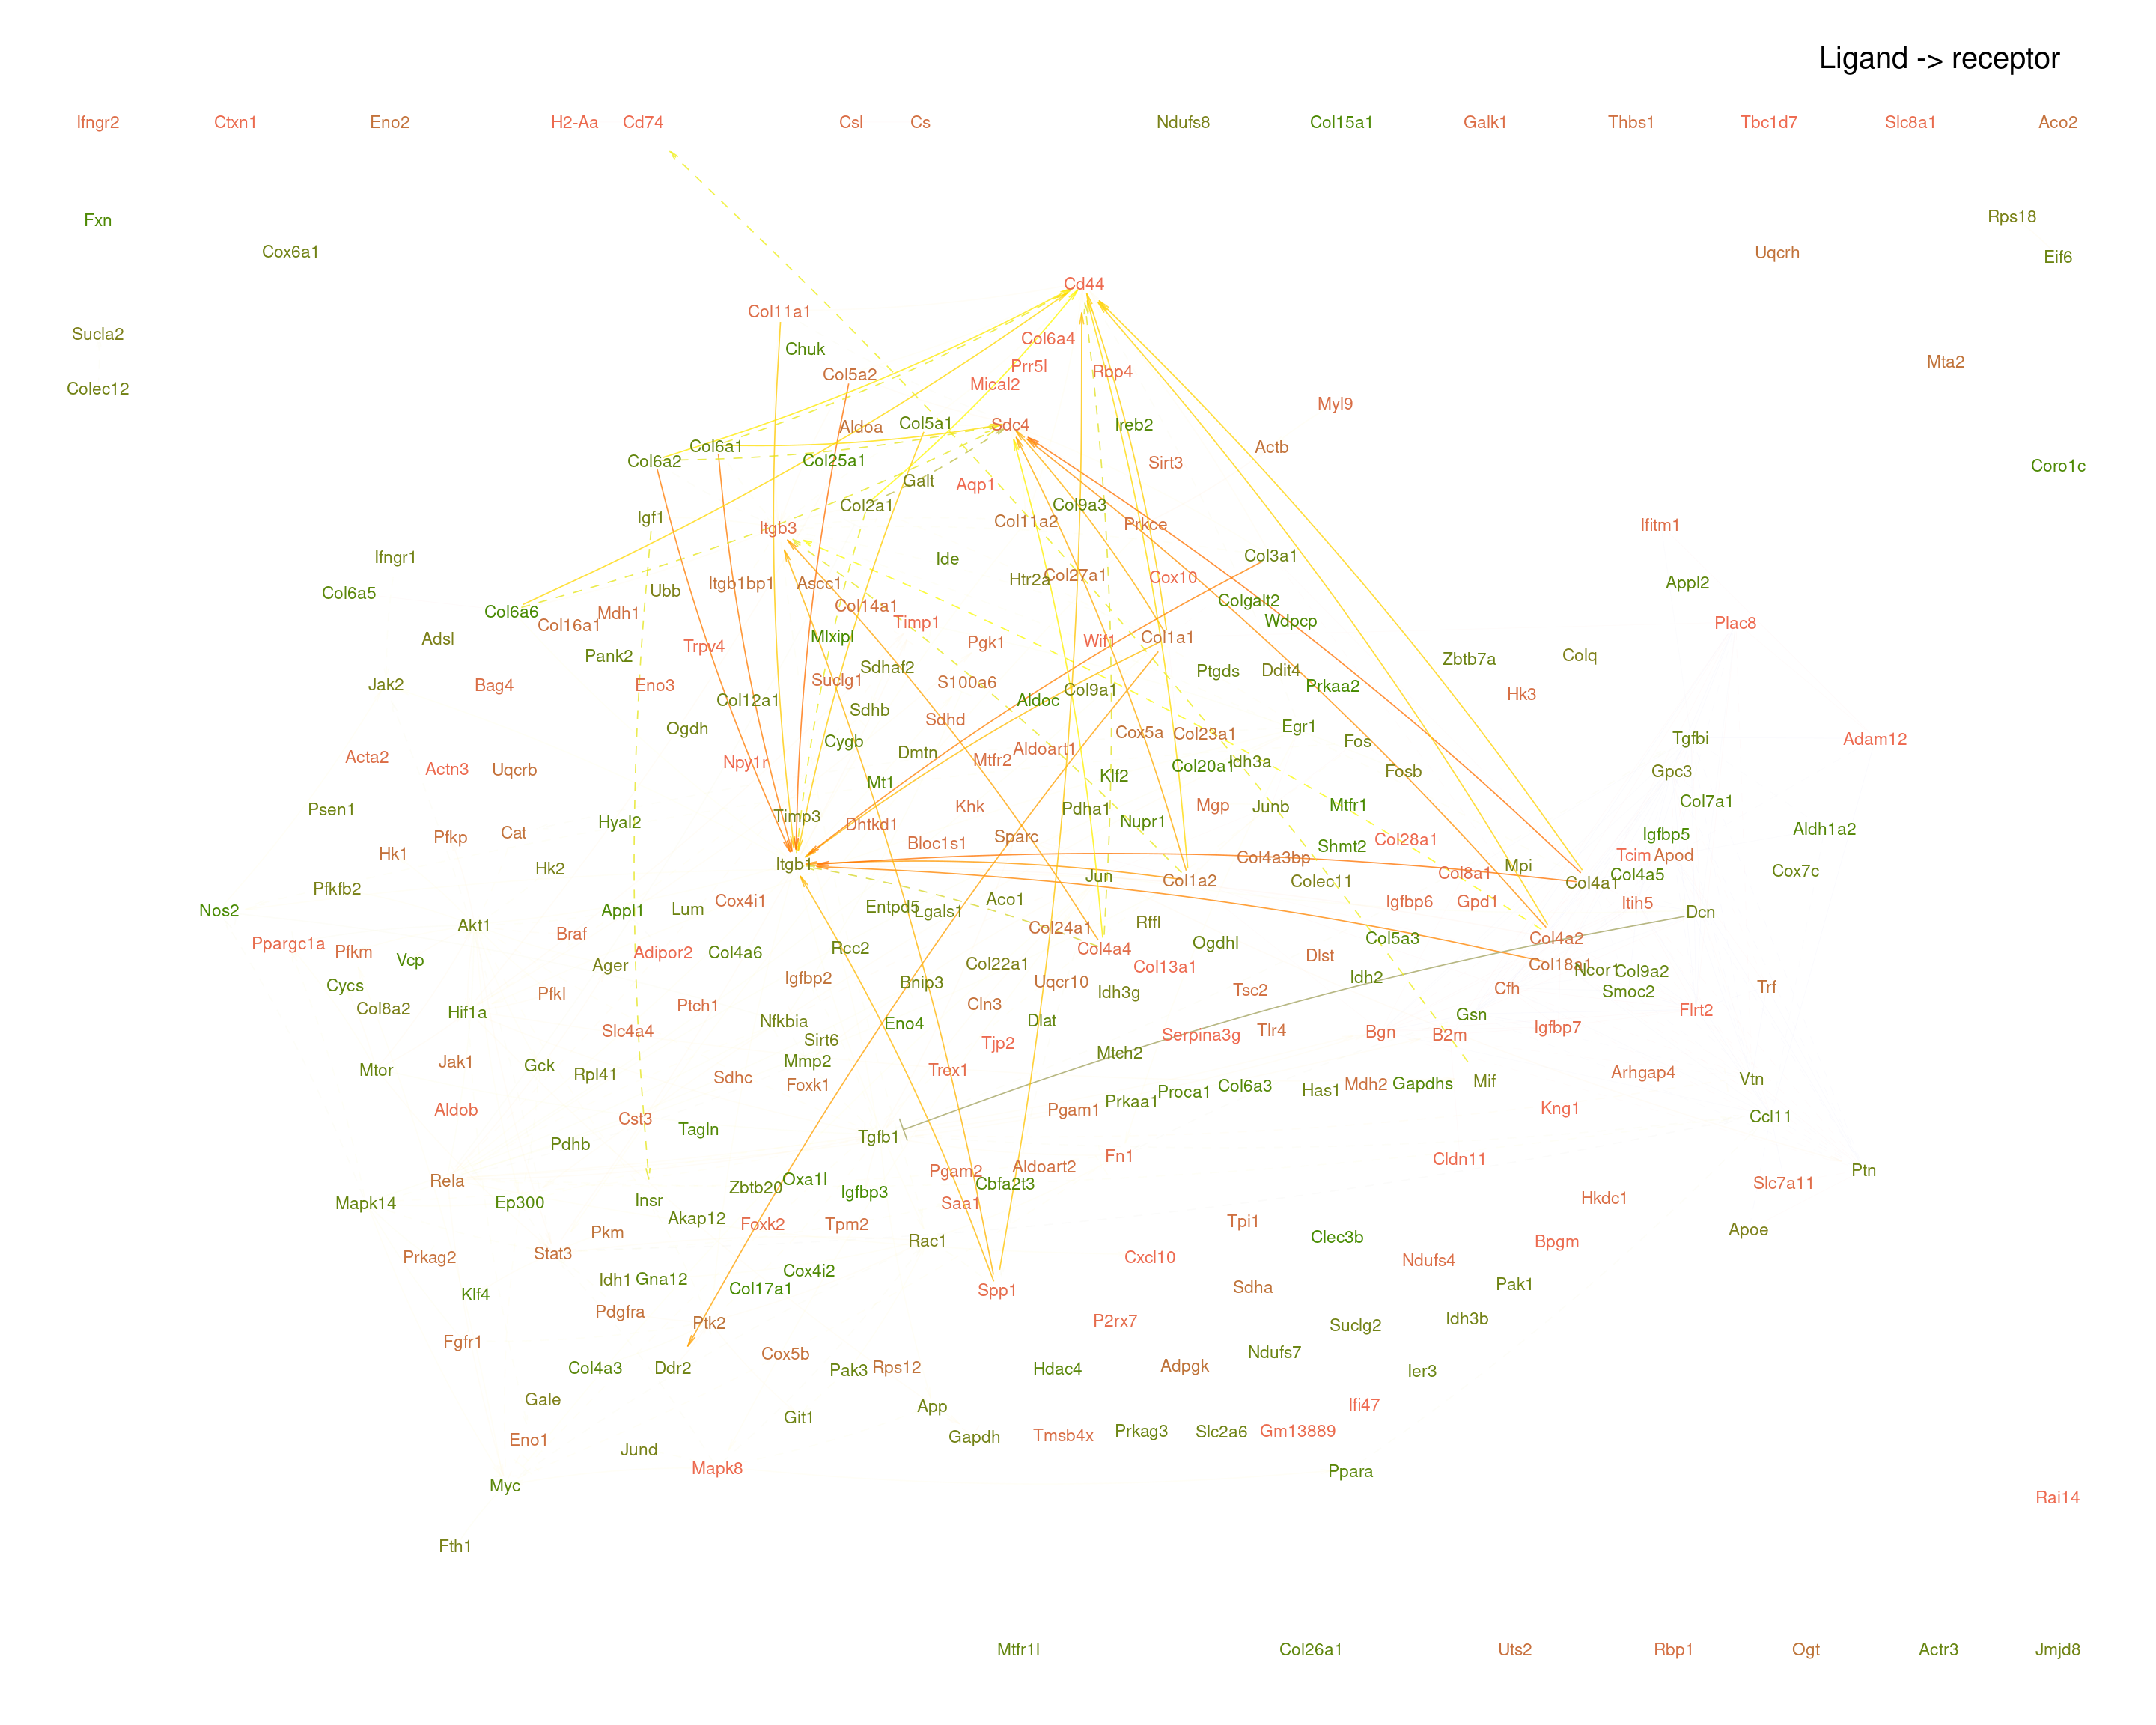 Ligand -> receptor
Ifngr2 Ctxn1 Eno2 H2-Aa Cd74 Csl Cs Ndufs8 Col15a1 Galk1 Thbs1 Tbc1d7 Slc8a1 Aco2
Fxn Rps18
Cox6a1 Uqcrh Eif6
Cd44
Col11a1
Sucla2 Col6a4
Chuk
Mta2
Col5a2 Prr5l Rbp4
Colec12 Mical2
Myl9
Aldoa Col5a1 Sdc4 Ireb2
Col6a1 Actb
Col6a2 Col25a1 Sirt3 Coro1c
Galt Aqp1
Col2a1 Col9a3
Igf1 Itgb3 Col11a2 Prkce Ifitm1
Ifngr1 Ide Col3a1
Col6a5 Ubb Itgb1bp1 Ascc1 Htr2a Col27a1 Cox10 Appl2
Col6a6 Mdh1 Col14a1 Colgalt2
Col16a1 Timp1 Wdpcp Plac8
Adsl Trpv4 Mlxipl Pgk1 Wif1 Col1a1
Pank2 Sdhaf2 Ptgds Ddit4 Zbtb7a Colq
Jak2 Bag4 Eno3 Suclg1 S100a6 Col9a1 Prkaa2 Hk3
Col12a1 Sdhb Aldoc
Ogdh Cygb Sdhd Cox5a Col23a1 Egr1 Fos Tgfbi Adam12
Acta2 Actn3 Uqcrb Npy1r Dmtn Mtfr2 Aldoart1 Klf2 Col20a1 Idh3a Fosb Gpc3
Psen1 Hyal2 Timp3 Mt1 Khk Pdha1 Nupr1 Mgp Junb Mtfr1 Col7a1
Pfkp Cat Dhtkd1 Bloc1s1 Sparc Shmt2 Col28a1 Igfbp5 Aldh1a2
Hk1 Hk2 Itgb1 Col4a3bp Mpi Tcim Apod
Pfkfb2 Jun Col1a2 Colec11 Col8a1 Col4a1 Col4a5 Cox7c
Nos2 Akt1 Appl1 Lum Cox4i1 Entpd5 Lgals1 Aco1 Rffl Igfbp6 Gpd1 Itih5 Dcn
Ppargc1a Pfkm Braf Adipor2 Col4a6 Rcc2 Col24a1 Col4a4 Ogdhl Col5a3 Col4a2
Vcp Ager Col22a1 Col13a1 Dlst Col18a1 Ncor1 Col9a2
Cycs Pfkl Igfbp2 Bnip3 Uqcr10 Idh3g Tsc2 Idh2 Cfh Smoc2 Trf
Col8a2 Hif1a Ptch1 Cln3 Gsn Flrt2
Slc4a4 Nfkbia Eno4 Dlat Serpina3g Tlr4 Bgn B2m Igfbp7
Mtor Jak1 Gck Rpl41 Sirt6 Tjp2 Mtch2
Sdhc Mmp2 Trex1 Arhgap4 Vtn
Aldob Cst3 Foxk1 Prkaa1 Proca1 Col6a3 Has1 Mdh2 Gapdhs Mif
Tagln Pgam1 Kng1 Ccl11
Pdhb Tgfb1
Rela Pgam2 Aldoart2 Fn1 Cldn11 Ptn
Mapk14 Ep300 Insr Zbtb20 Oxa1l Igfbp3 Saa1 Cbfa2t3 Hkdc1 Slc7a11
Akap12 Foxk2 Tpm2 Tpi1 Apoe
Prkag2 Stat3 Pkm Rac1 Cxcl10 Clec3b Ndufs4 Bpgm
Klf4 Idh1 Gna12 Col17a1 Cox4i2 Spp1 Sdha Pak1
Fgfr1 Pdgfra Ptk2 P2rx7 Suclg2 Idh3b
Col4a3 Ddr2 Cox5b Pak3 Rps12 Hdac4 Adpgk Ndufs7 Ier3
Gale Git1 App Ifi47
Eno1 Jund Gapdh Tmsb4x Prkag3 Slc2a6 Gm13889
Myc Mapk8 Ppara Rai14
Fth1
Mtfr1l Col26a1 Uts2 Rbp1 Ogt Actr3 Jmjd8